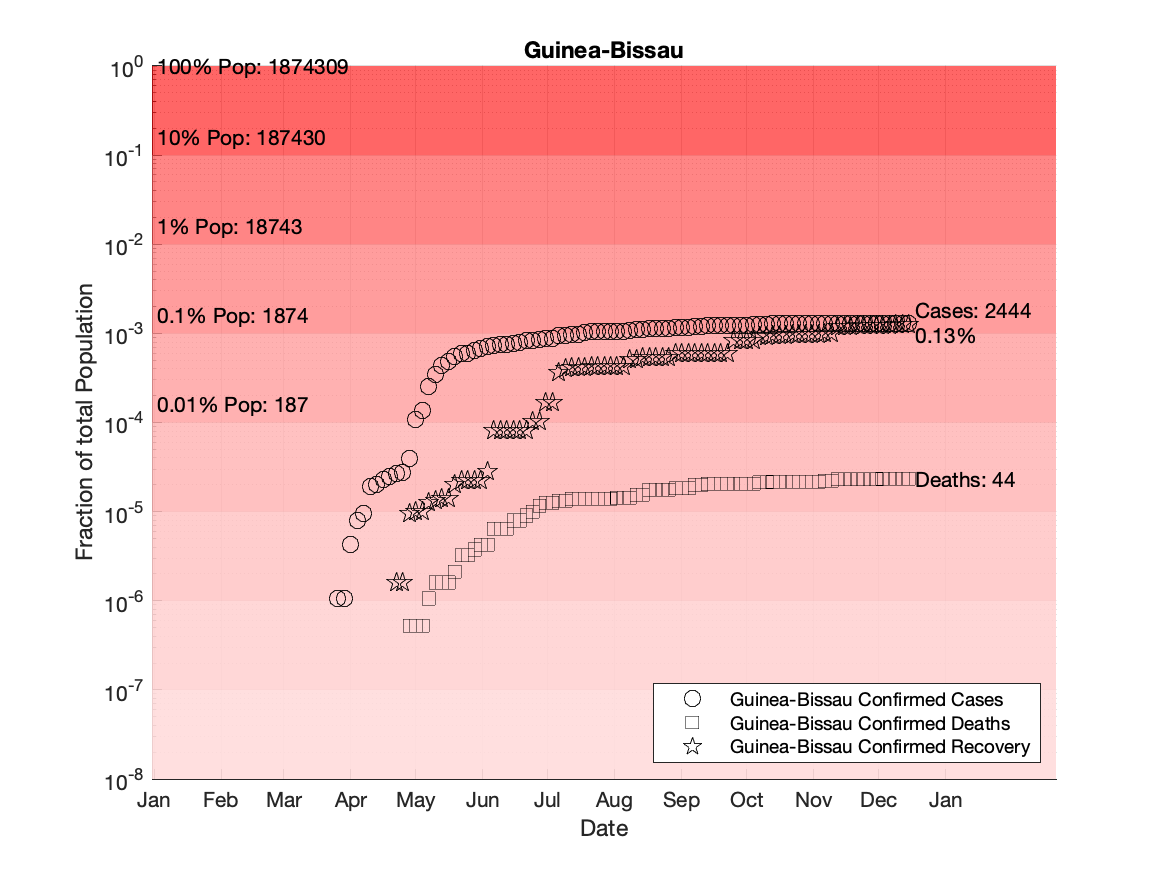 Guinea-Bissau
10^0
100% Pop: 1874309
10% Pop: 187430
10^-1
1% Pop: 18743
10^-2
0.1% Pop: 1874
10^-3
Cases: 2444
0.13%
0.01% Pop: 187
10^-4
Deaths: 44
10^-5
10^-6
10^-7
10^-8
Fraction of total Population
Guinea-Bissau Confirmed Cases
Guinea-Bissau Confirmed Deaths
Guinea-Bissau Confirmed Recovery
Jan Feb Mar Apr May Jun Jul Aug Sep Oct Nov Dec Jan
Date